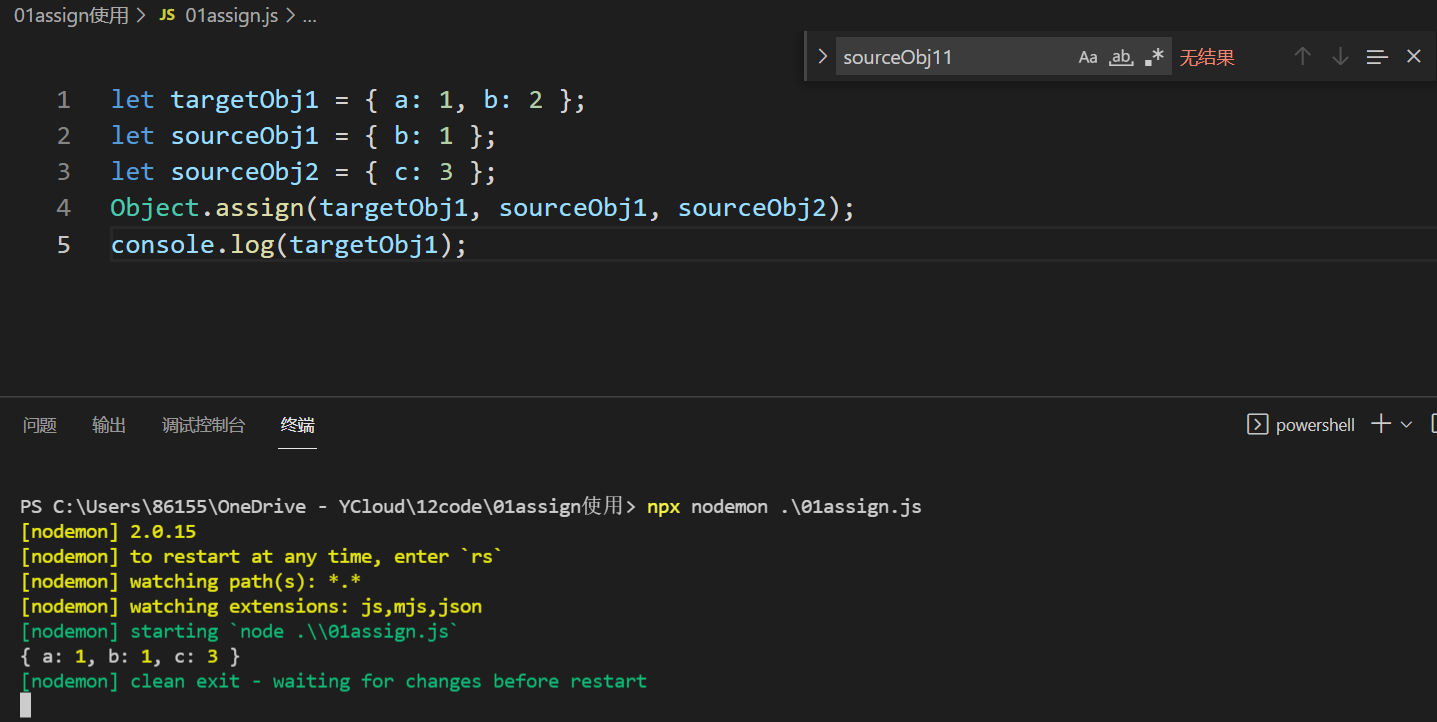 01assign使用 > JS 01assign.js > ...
sourceObj11 Aa ab, .* 无结果
1 let targetObj1 = { a: 1, b: 2 };
2 let sourceObj1 = { b: 1 };
3 let sourceObj2 = { c: 3 };
4 Object.assign(targetObj1, sourceObj1, sourceObj2);
5 console.log(targetObj1);
问题 输出 调试控制台 终端 powershell
PS C:\Users\86155\OneDrive - YCloud\12code\01assign使用> npx nodemon .\01assign.js
[nodemon] 2.0.15
[nodemon] to restart at any time, enter `rs`
[nodemon] watching path(s): *.*
[nodemon] watching extensions: js,mjs,json
[nodemon] starting `node .\\01assign.js`
{ a: 1, b: 1, c: 3 }
[nodemon] clean exit - waiting for changes before restart